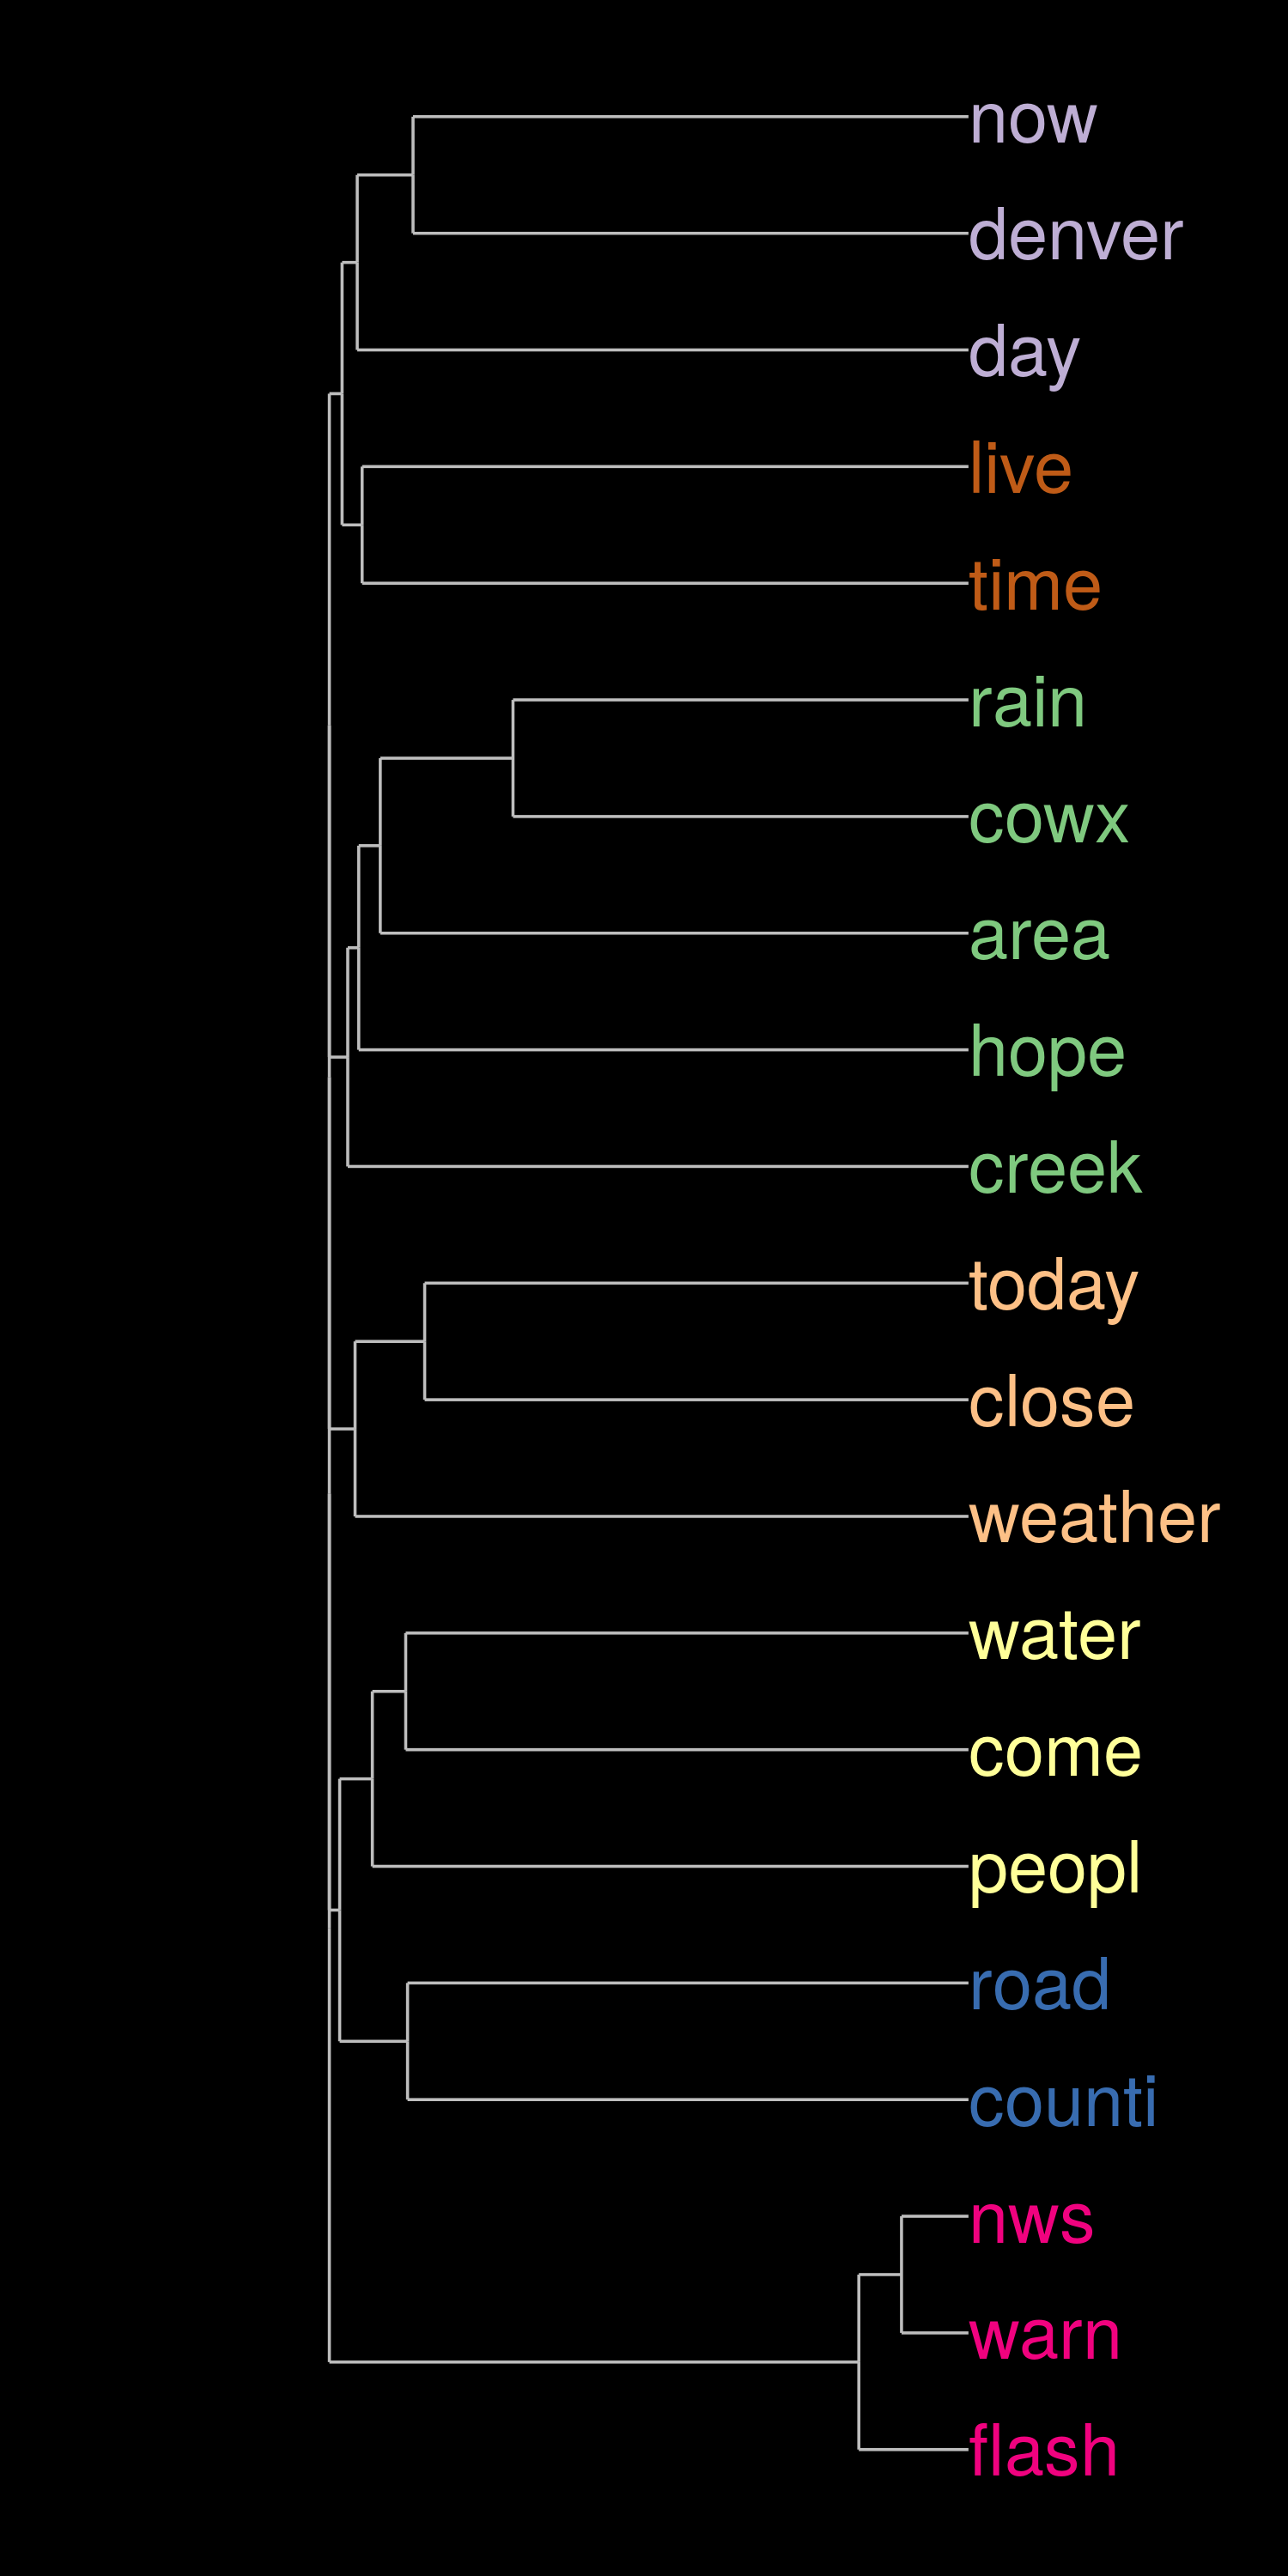 now
denver
day
live
time
rain
cowx
area
hope
creek
today
close
weather
water
come
peopl
road
counti
nws
warn
flash